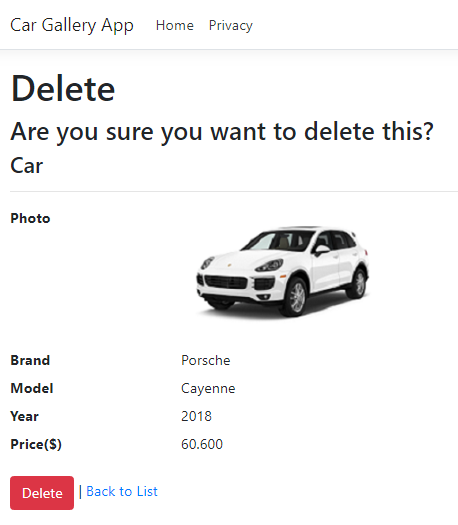 Car Gallery App Home Privacy
Delete
Are you sure you want to delete this?
Car
Photo
Brand Porsche
Model Cayenne
Year 2018
Price($) 60.600
Delete | Back to List